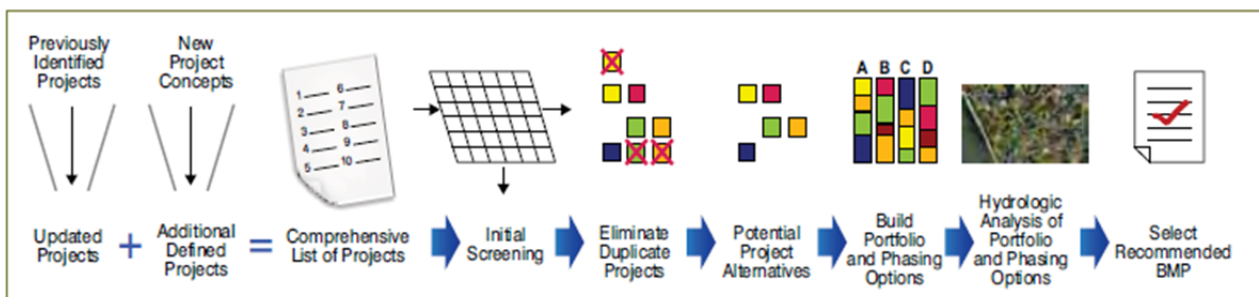 Previously
Identified
Projects
New
Project
Concepts
1
2
3
4
5
6
7
8
9
10
A B C D
Updated
Projects
+
Additional
Defined
Projects
=
Comprehensive
List of Projects
Initial
Screening
Eliminate
Duplicate
Projects
Potential
Project
Alternatives
Build
Portfolio
and Phasing
Options
Hydrologic
Analysis of
Portfolio
and Phasing
Options
Select
Recommended
BMP